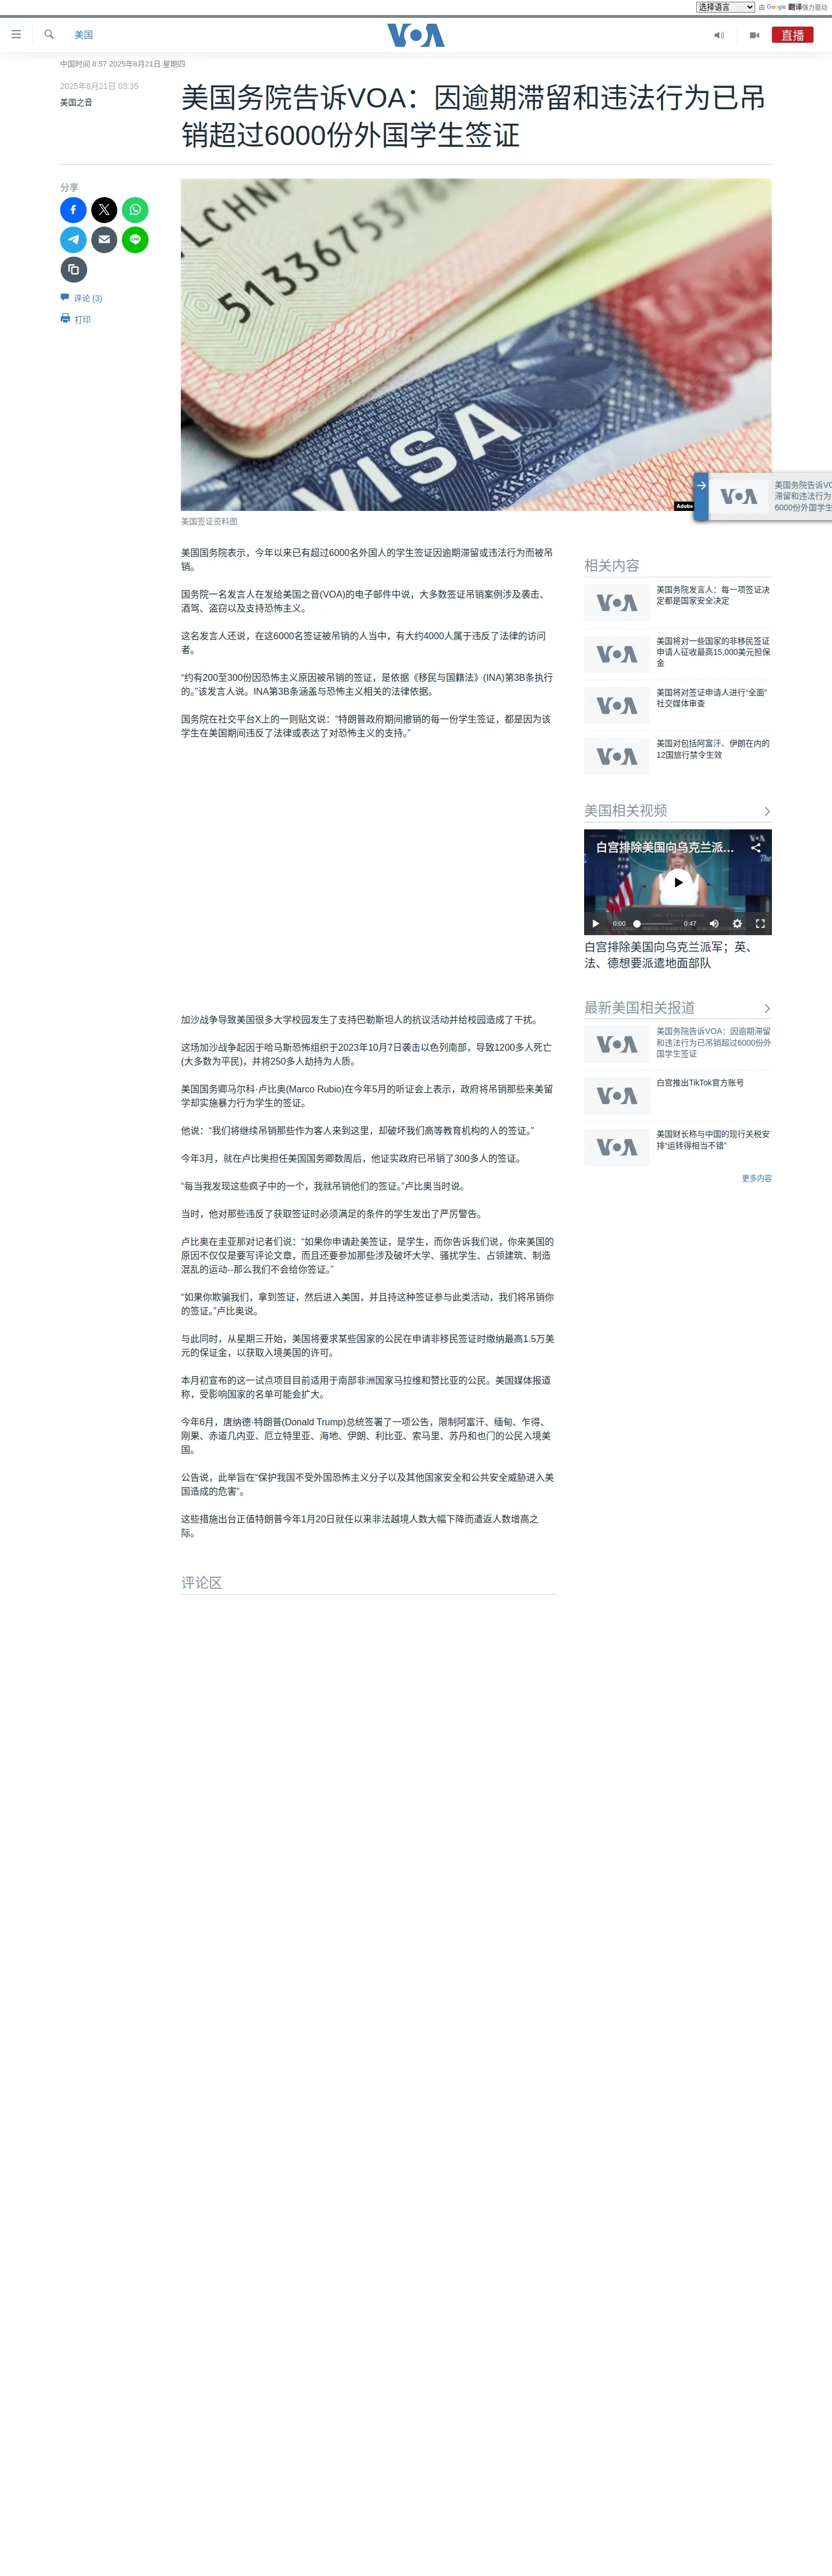 选择语言
由 Google 翻译强力驱动
美国
VOA
直播
中国时间 8:57 2025年8月21日 星期四
2025年8月21日 03:35
美国之音
美国务院告诉VOA：因逾期滞留和违法行为已吊
销超过6000份外国学生签证
分享
评论 (3)
打印
VISA
Adobe
美国签证资料图
美国务院告诉VO
滞留和违法行为
6000份外国学生
美国国务院表示，今年以来已有超过6000名外国人的学生签证因逾期滞留或违法行为而被吊
销。
国务院一名发言人在发给美国之音(VOA)的电子邮件中说，大多数签证吊销案例涉及袭击、
酒驾、盗窃以及支持恐怖主义。
这名发言人还说，在这6000名签证被吊销的人当中，有大约4000人属于违反了法律的访问
者。
“约有200至300份因恐怖主义原因被吊销的签证，是依据《移民与国籍法》(INA)第3B条执行
的。”该发言人说。INA第3B条涵盖与恐怖主义相关的法律依据。
国务院在社交平台X上的一则贴文说：“特朗普政府期间撤销的每一份学生签证，都是因为该
学生在美国期间违反了法律或表达了对恐怖主义的支持。”
加沙战争导致美国很多大学校园发生了支持巴勒斯坦人的抗议活动并给校园造成了干扰。
这场加沙战争起因于哈马斯恐怖组织于2023年10月7日袭击以色列南部，导致1200多人死亡
(大多数为平民)，并将250多人劫持为人质。
美国国务卿马尔科·卢比奥(Marco Rubio)在今年5月的听证会上表示，政府将吊销那些来美留
学却实施暴力行为学生的签证。
他说：“我们将继续吊销那些作为客人来到这里，却破坏我们高等教育机构的人的签证。”
今年3月，就在卢比奥担任美国国务卿数周后，他证实政府已吊销了300多人的签证。
“每当我发现这些疯子中的一个，我就吊销他们的签证。”卢比奥当时说。
当时，他对那些违反了获取签证时必须满足的条件的学生发出了严厉警告。
卢比奥在圭亚那对记者们说：“如果你申请赴美签证，是学生，而你告诉我们说，你来美国的
原因不仅仅是要写评论文章，而且还要参加那些涉及破坏大学、骚扰学生、占领建筑、制造
混乱的运动--那么我们不会给你签证。”
“如果你欺骗我们，拿到签证，然后进入美国，并且持这种签证参与此类活动，我们将吊销你
的签证。”卢比奥说。
与此同时，从星期三开始，美国将要求某些国家的公民在申请非移民签证时缴纳最高1.5万美
元的保证金，以获取入境美国的许可。
本月初宣布的这一试点项目目前适用于南部非洲国家马拉维和赞比亚的公民。美国媒体报道
称，受影响国家的名单可能会扩大。
今年6月，唐纳德·特朗普(Donald Trump)总统签署了一项公告，限制阿富汗、缅甸、乍得、
刚果、赤道几内亚、厄立特里亚、海地、伊朗、利比亚、索马里、苏丹和也门的公民入境美
国。
公告说，此举旨在“保护我国不受外国恐怖主义分子以及其他国家安全和公共安全威胁进入美
国造成的危害”。
这些措施出台正值特朗普今年1月20日就任以来非法越境人数大幅下降而遣返人数增高之
际。
评论区
相关内容
美国务院发言人：每一项签证决
定都是国家安全决定
美国将对一些国家的非移民签证
申请人征收最高15,000美元担保
金
美国将对签证申请人进行“全面”
社交媒体审查
美国对包括阿富汗、伊朗在内的
12国旅行禁令生效
美国相关视频
白宫排除美国向乌克兰派…
0:00
0:47
白宫排除美国向乌克兰派军；英、
法、德想要派遣地面部队
最新美国相关报道
美国务院告诉VOA：因逾期滞留
和违法行为已吊销超过6000份外
国学生签证
白宫推出TikTok官方账号
美国财长称与中国的现行关税安
排“运转得相当不错”
更多内容